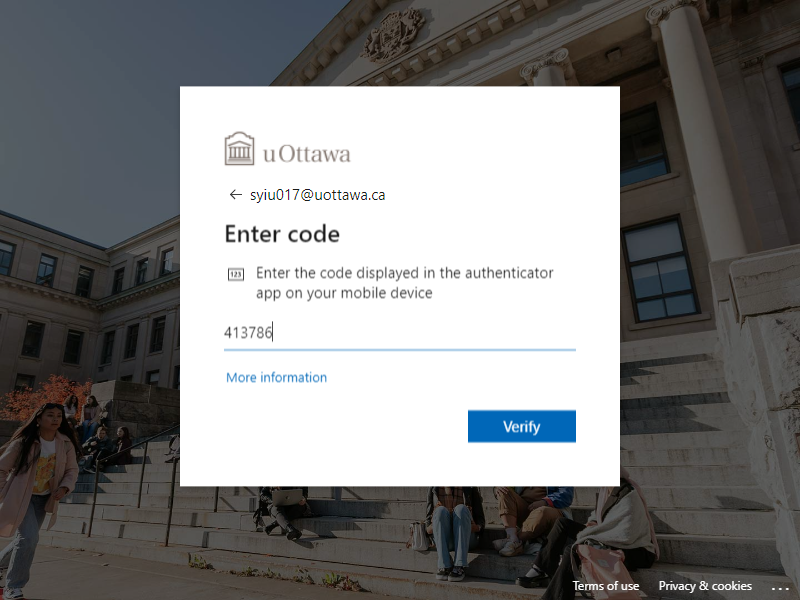 uOttawa
syiu017@uottawa.ca
Enter code
123
Enter the code displayed in the authenticator
app on your mobile device
413786
More information
Verify
Terms of use Privacy & cookies ...